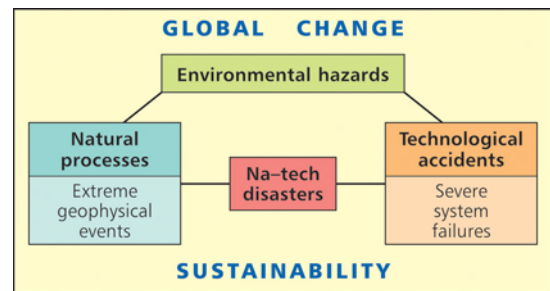 GLOBAL CHANGE
Environmental hazards
Natural
processes
Extreme
geophysical
events
Na–tech
disasters
Technological
accidents
Severe
system
failures
SUSTAINABILITY